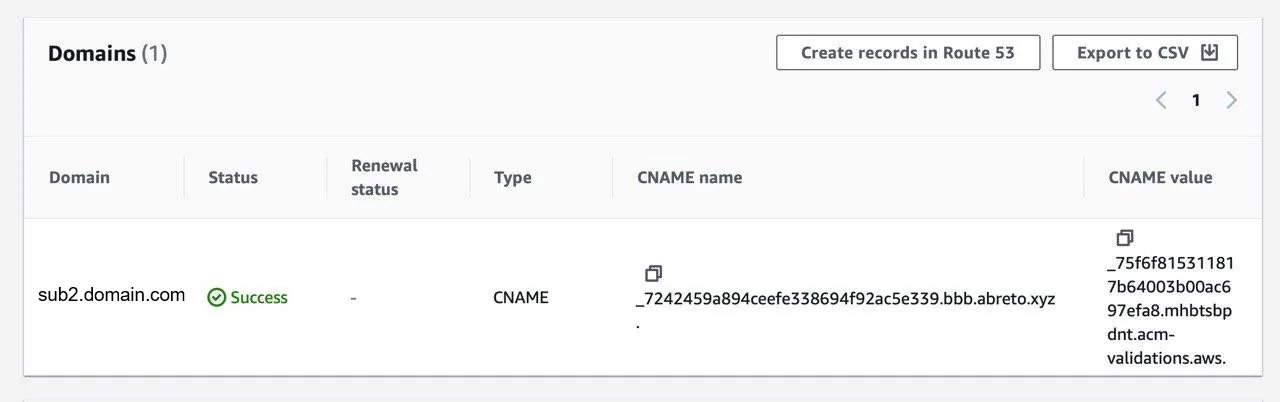 Domains (1)
Create records in Route 53
Export to CSV
1
Domain
Status
Renewal
status
Type
CNAME name
CNAME value
sub2.domain.com
Success
-
CNAME
_7242459a894ceefe338694f92ac5e339.bbb.abreto.xyz
.
_75f6f81531181
7b64003b00ac6
97efa8.mhbtsbp
dnt.acm-
validations.aws.